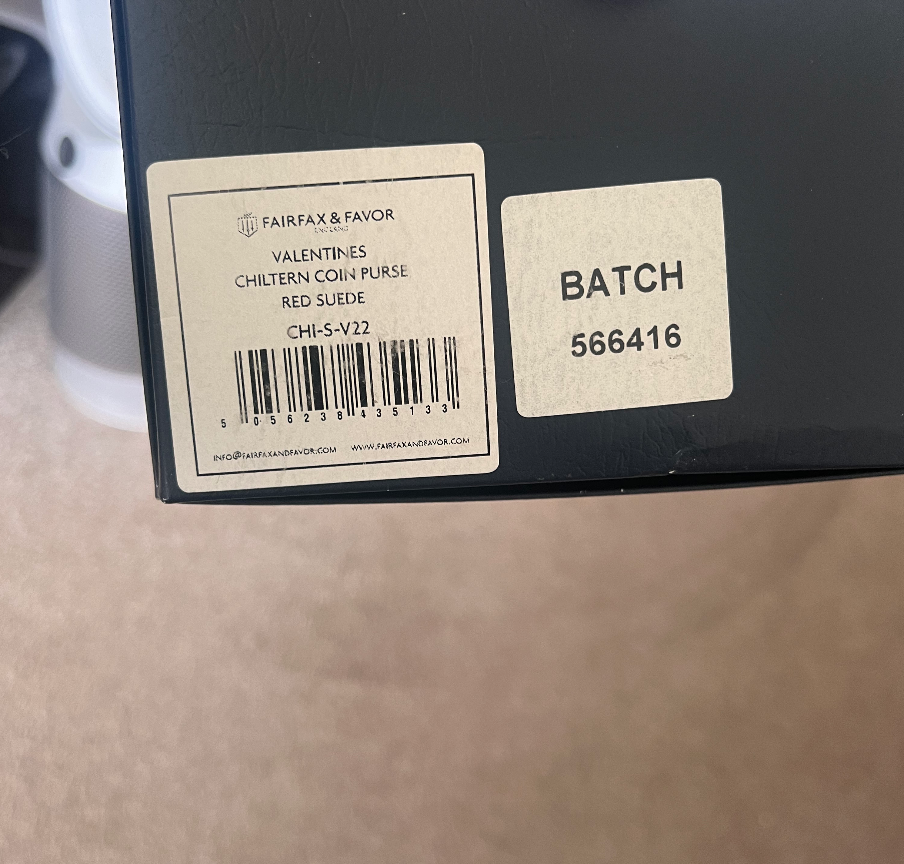 FAIRFAX & FAVOR
ENGLAND
VALENTINES
CHILTERN COIN PURSE
RED SUEDE
CHI-S-V22
5 056238 435133
INFO@FAIRFAXANDFAVOR.COM WWW.FAIRFAXANDFAVOR.COM
BATCH
566416